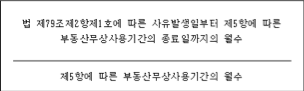 법 제79조제2항제1호에 따른 사유발생일부터 제5항에 따른
부동산무상사용기간의 종료일까지의 월수
제5항에 따른 부동산무상사용기간의 월수